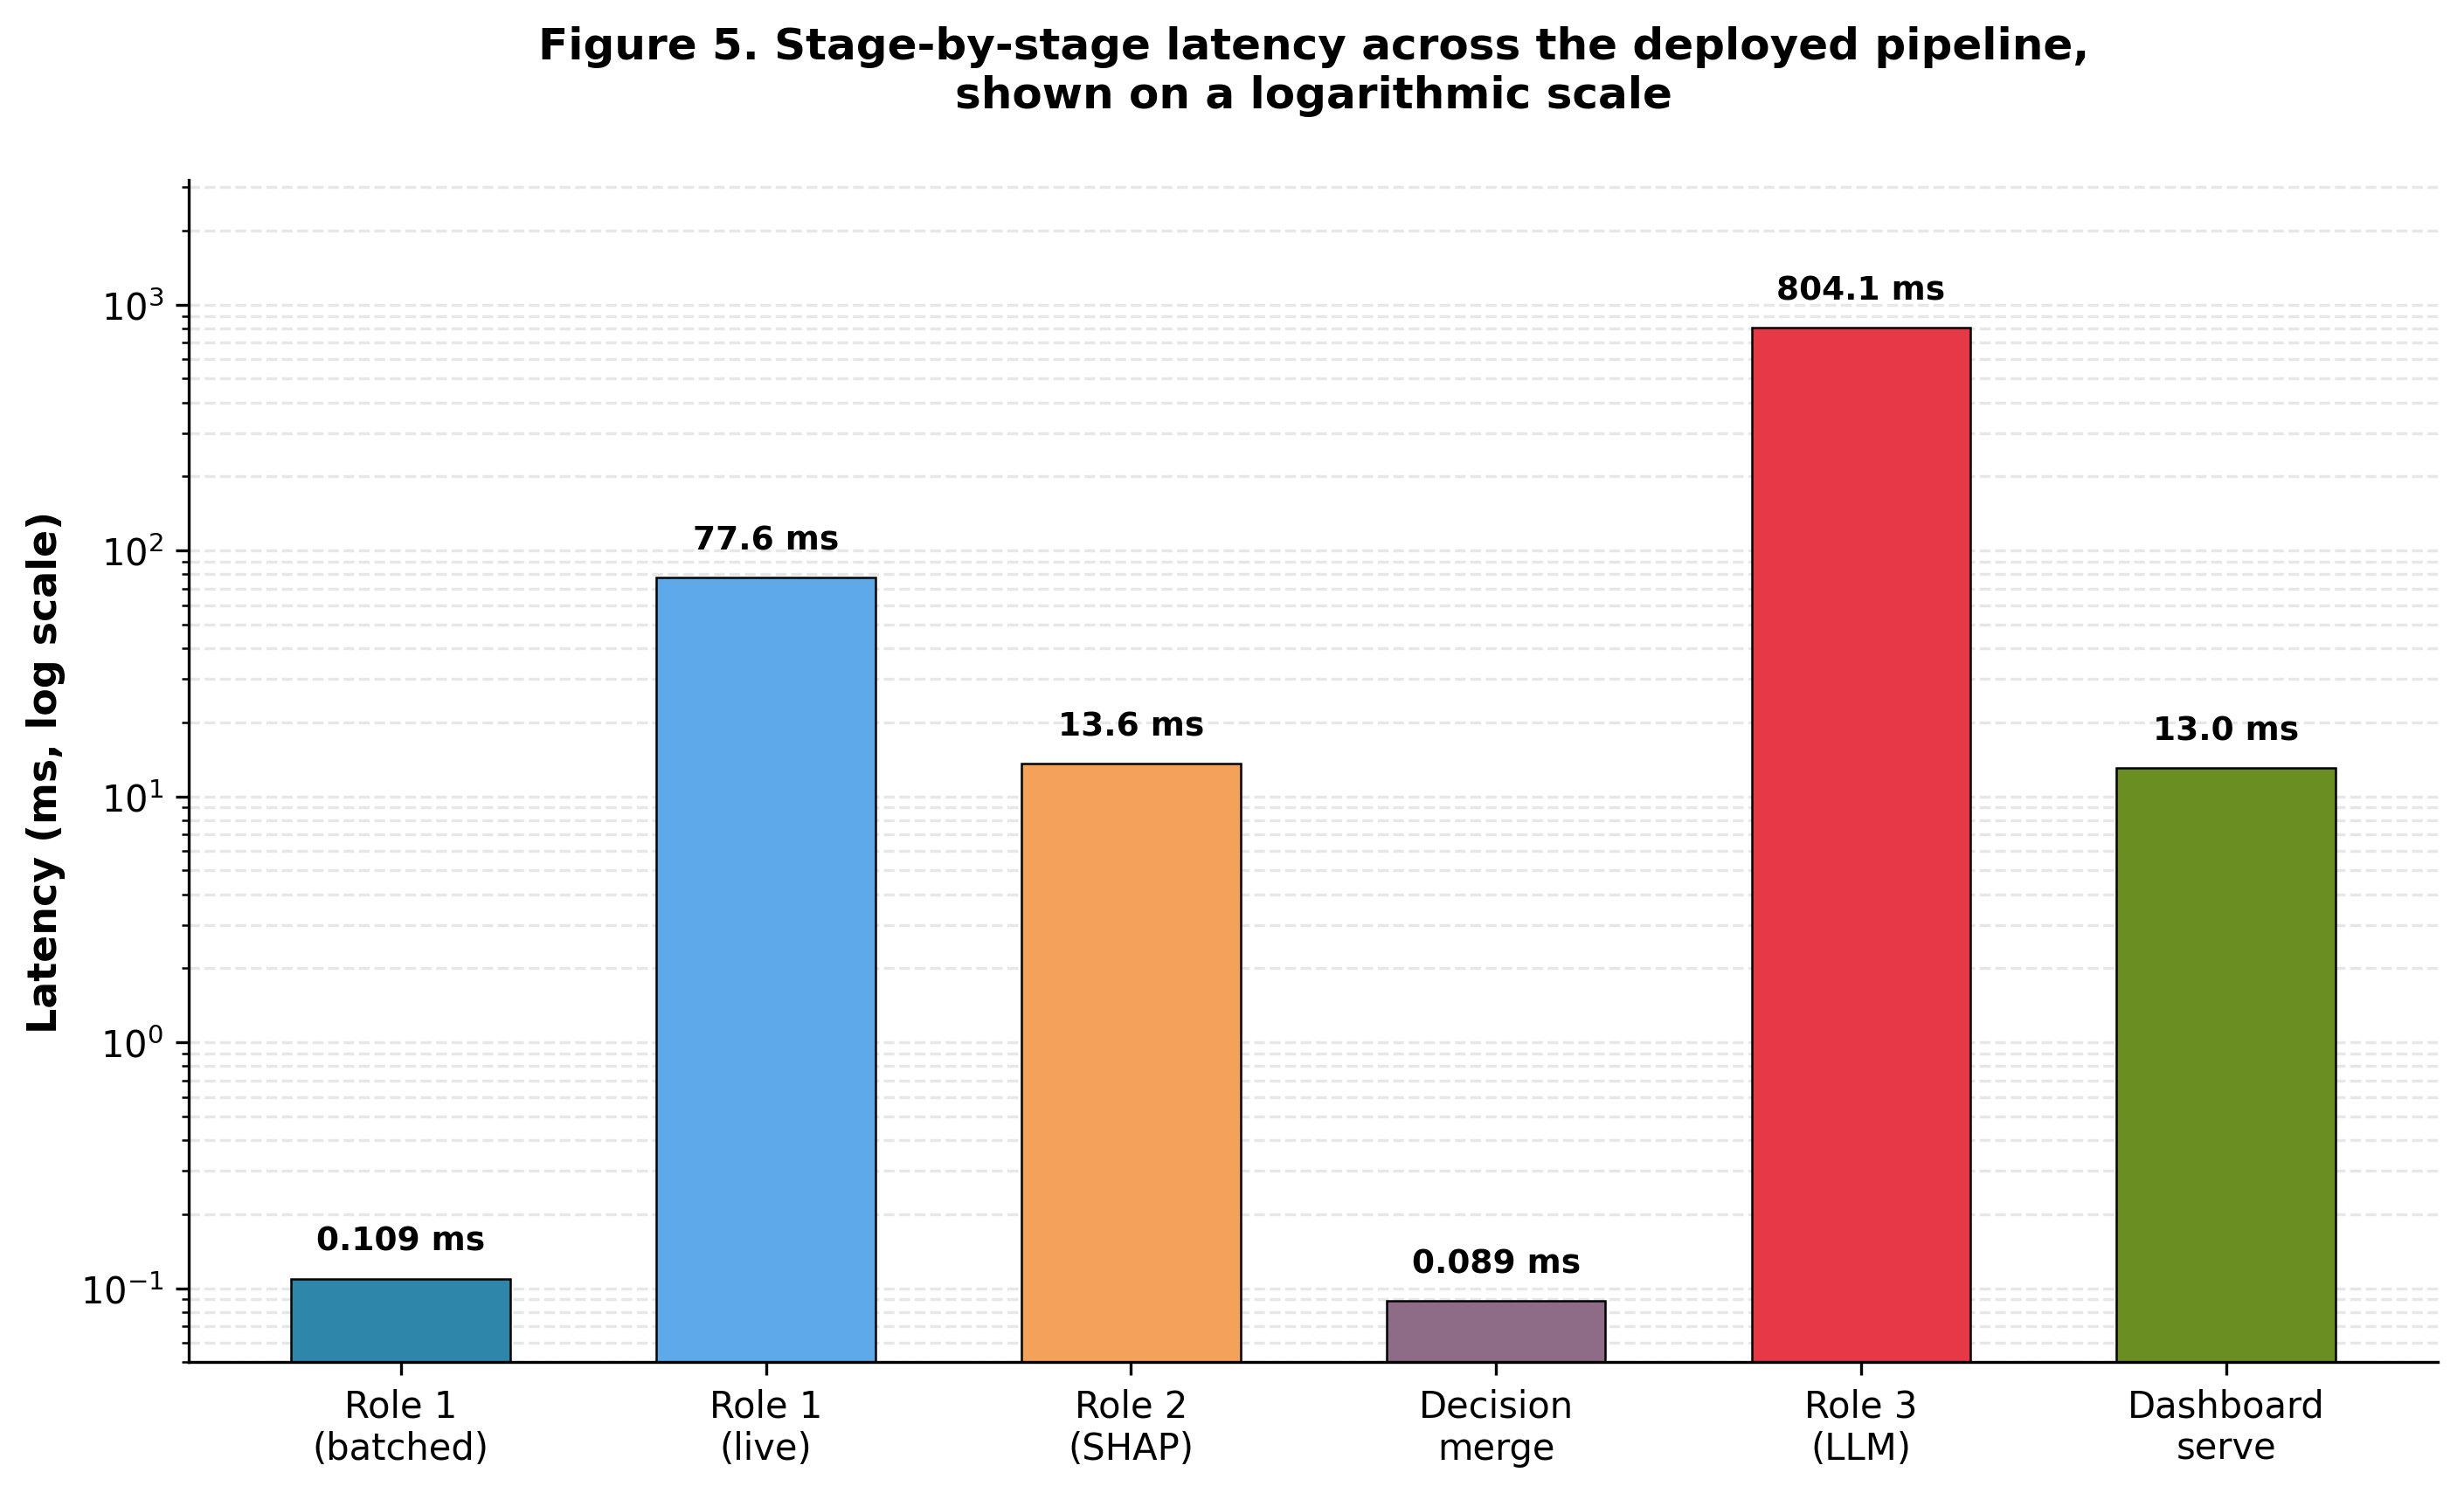 Figure 5. Stage-by-stage latency across the deployed pipeline,
shown on a logarithmic scale
Latency (ms, log scale)
10³
10²
10¹
10⁰
10⁻¹
0.109 ms
77.6 ms
13.6 ms
0.089 ms
804.1 ms
13.0 ms
Role 1
(batched)
Role 1
(live)
Role 2
(SHAP)
Decision
merge
Role 3
(LLM)
Dashboard
serve